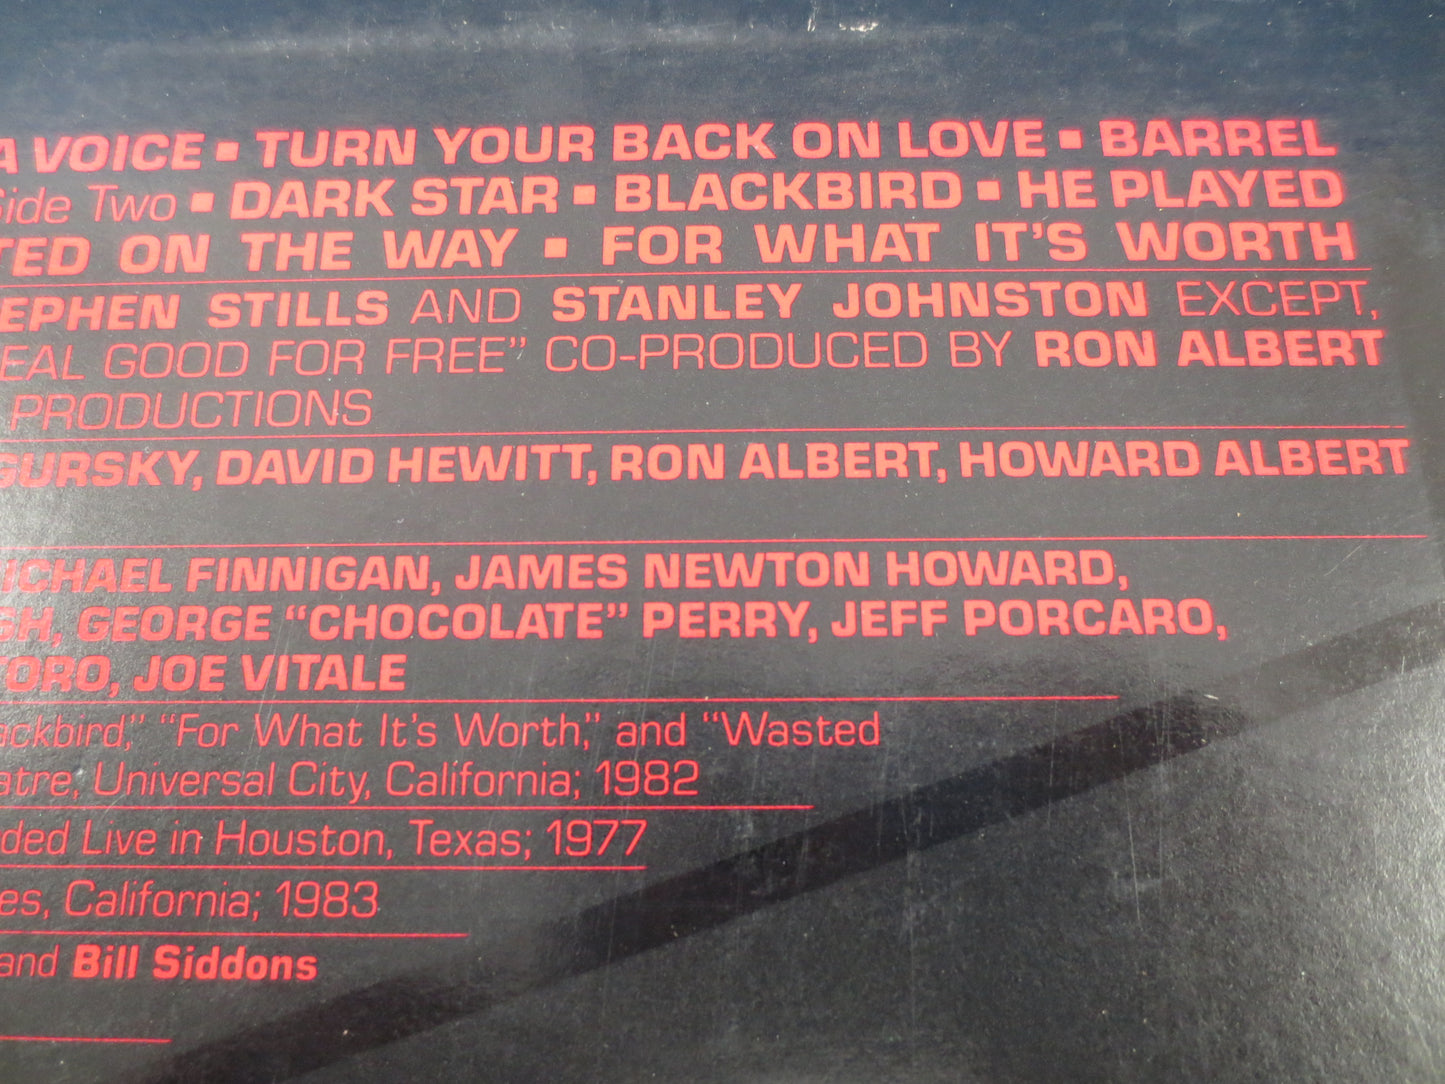 A VOICE ▪ TURN YOUR BACK ON LOVE ▪ BARREL
Side Two ▪ DARK STAR ▪ BLACKBIRD ▪ HE PLAYED
TED ON THE WAY ▪ FOR WHAT IT'S WORTH
EPHEN STILLS AND STANLEY JOHNSTON EXCEPT,
EAL GOOD FOR FREE" CO-PRODUCED BY RON ALBERT
PRODUCTIONS
GURSKY, DAVID HEWITT, RON ALBERT, HOWARD ALBERT
ICHAEL FINNIGAN, JAMES NEWTON HOWARD,
SH, GEORGE "CHOCOLATE" PERRY, JEFF PORCARO,
TORO, JOE VITALE
ackbird," "For What It's Worth," and "Wasted
atre, Universal City, California; 1982
ded Live in Houston, Texas; 1977
es, California; 1983
and Bill Siddons